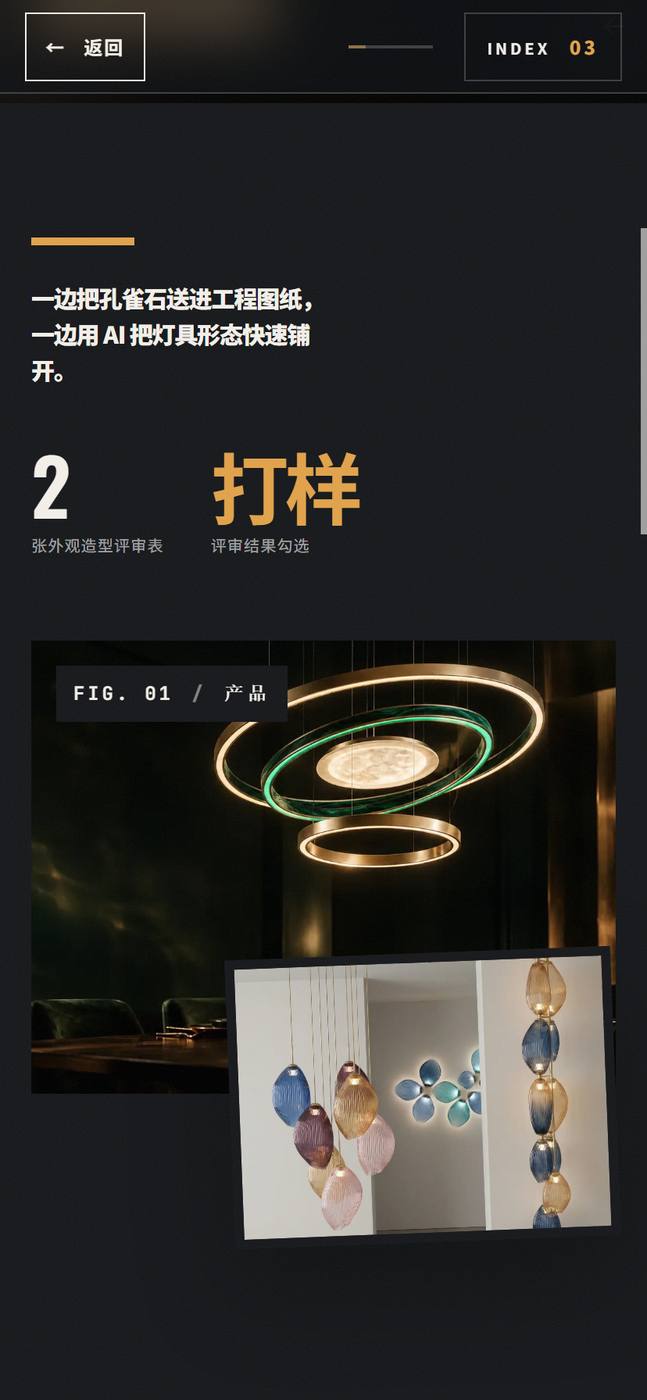 ← 返回
INDEX 03
一边把孔雀石送进工程图纸，
一边用 AI 把灯具形态快速铺
开。
2
张外观造型评审表
打样
评审结果勾选
FIG. 01 / 产品